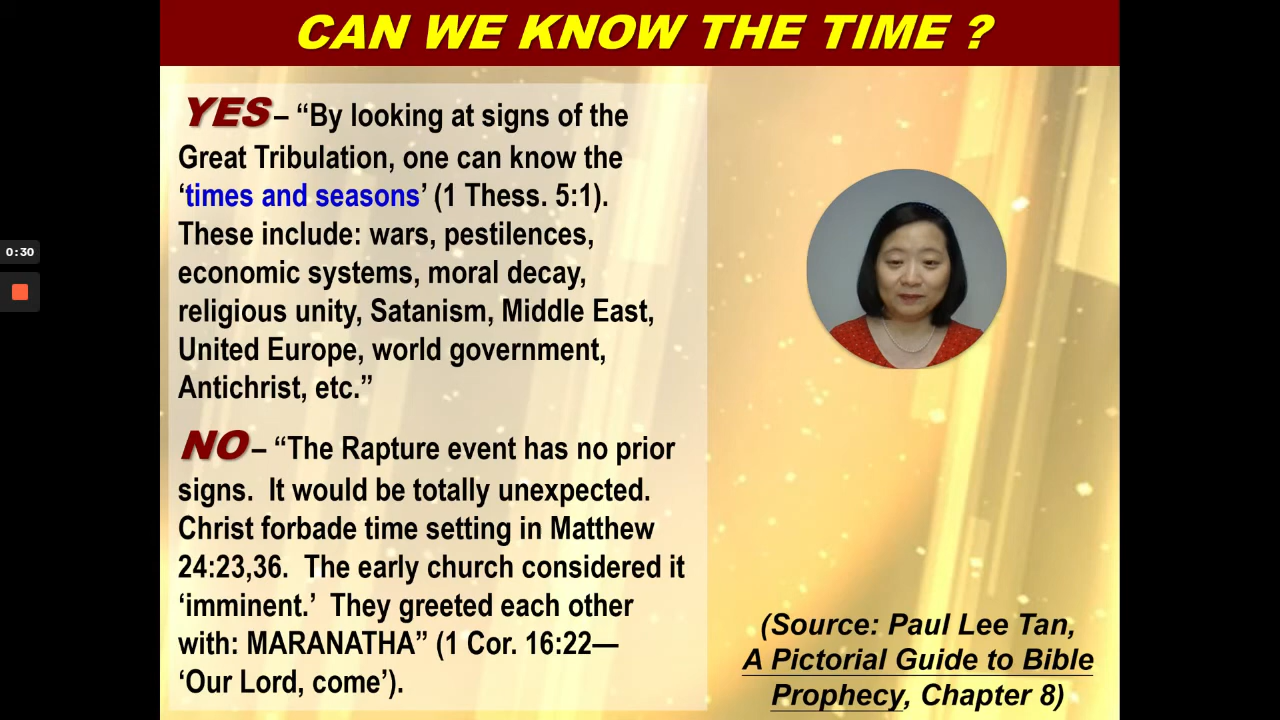 CAN WE KNOW THE TIME ?
YES – “By looking at signs of the
Great Tribulation, one can know the
‘times and seasons’ (1 Thess. 5:1).
These include: wars, pestilences,
economic systems, moral decay,
religious unity, Satanism, Middle East,
United Europe, world government,
Antichrist, etc.”
NO – “The Rapture event has no prior
signs.  It would be totally unexpected.
Christ forbade time setting in Matthew
24:23,36.  The early church considered it
‘imminent.’  They greeted each other
with: MARANATHA” (1 Cor. 16:22—
‘Our Lord, come’).
0:30
(Source: Paul Lee Tan,
A Pictorial Guide to Bible
Prophecy, Chapter 8)